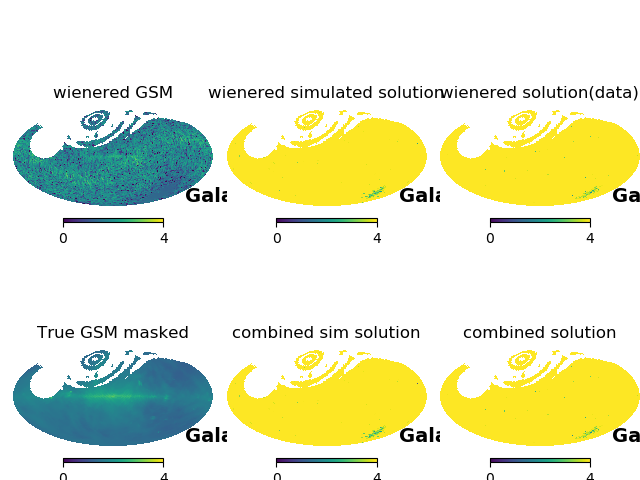 wienered GSM
wienered simulated solution
wienered solution(data)
Gala
Gala
Ga
0 4
0 4
0 4
True GSM masked
combined sim solution
combined solution
Gala
Gala
Ga
0 4
0 4
0 4